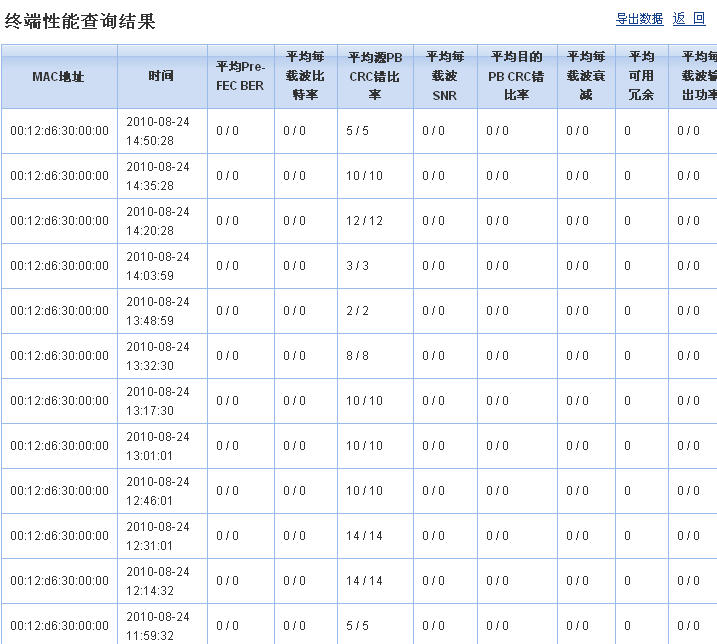 终端性能查询结果
导出数据 返 回
MAC地址 时间 平均Pre-FEC BER 平均每载波比特率 平均源PB CRC错比率 平均每载波SNR 平均目的PB CRC错比率 平均每载波衰减 平均可用冗余 平均每载波输出功率
00:12:d6:30:00:00 2010-08-24 14:50:28 0 / 0 0 / 0 5 / 5 0 / 0 0 / 0 0 / 0 0 0 / 0
00:12:d6:30:00:00 2010-08-24 14:35:28 0 / 0 0 / 0 10 / 10 0 / 0 0 / 0 0 / 0 0 0 / 0
00:12:d6:30:00:00 2010-08-24 14:20:28 0 / 0 0 / 0 12 / 12 0 / 0 0 / 0 0 / 0 0 0 / 0
00:12:d6:30:00:00 2010-08-24 14:03:59 0 / 0 0 / 0 3 / 3 0 / 0 0 / 0 0 / 0 0 0 / 0
00:12:d6:30:00:00 2010-08-24 13:48:59 0 / 0 0 / 0 2 / 2 0 / 0 0 / 0 0 / 0 0 0 / 0
00:12:d6:30:00:00 2010-08-24 13:32:30 0 / 0 0 / 0 8 / 8 0 / 0 0 / 0 0 / 0 0 0 / 0
00:12:d6:30:00:00 2010-08-24 13:17:30 0 / 0 0 / 0 10 / 10 0 / 0 0 / 0 0 / 0 0 0 / 0
00:12:d6:30:00:00 2010-08-24 13:01:01 0 / 0 0 / 0 10 / 10 0 / 0 0 / 0 0 / 0 0 0 / 0
00:12:d6:30:00:00 2010-08-24 12:46:01 0 / 0 0 / 0 10 / 10 0 / 0 0 / 0 0 / 0 0 0 / 0
00:12:d6:30:00:00 2010-08-24 12:31:01 0 / 0 0 / 0 14 / 14 0 / 0 0 / 0 0 / 0 0 0 / 0
00:12:d6:30:00:00 2010-08-24 12:14:32 0 / 0 0 / 0 14 / 14 0 / 0 0 / 0 0 / 0 0 0 / 0
00:12:d6:30:00:00 2010-08-24 11:59:32 0 / 0 0 / 0 5 / 5 0 / 0 0 / 0 0 / 0 0 0 / 0